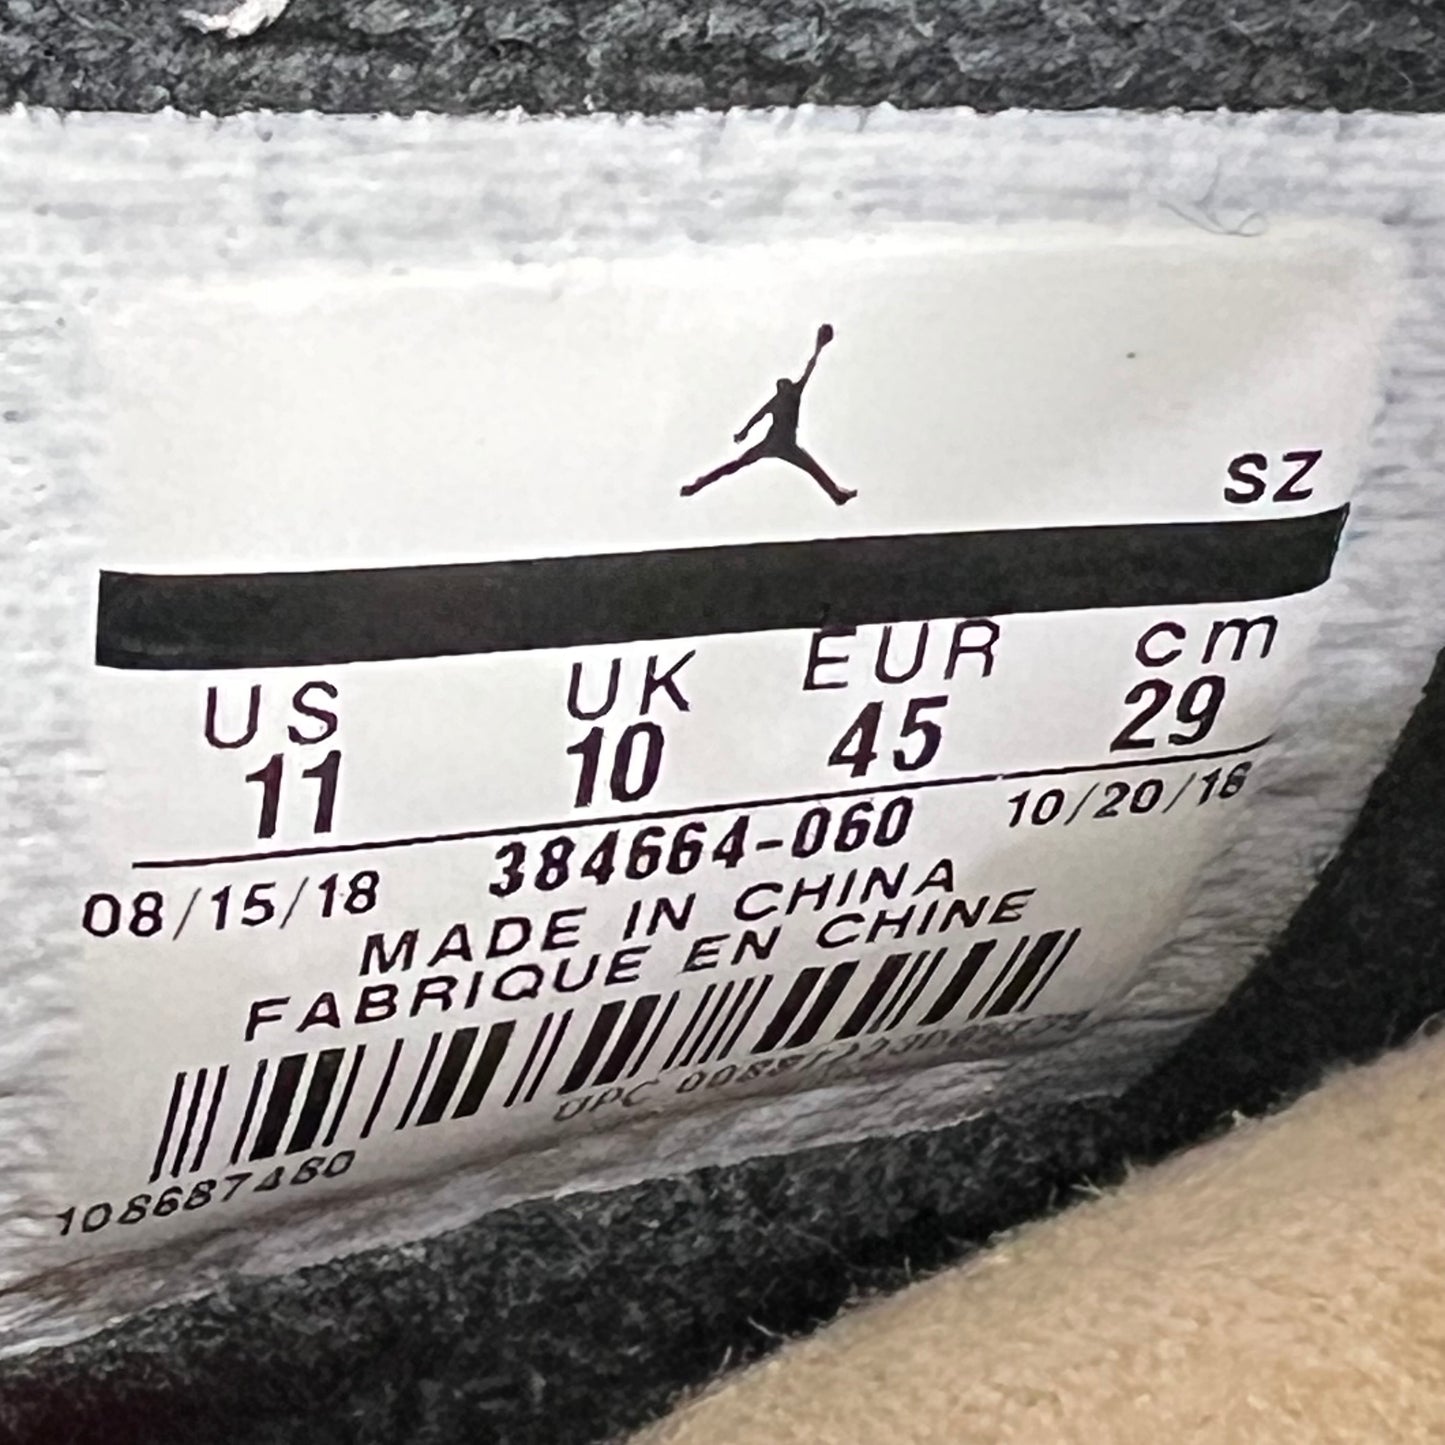 SZ
US UK EUR cm
11 10 45 29
08/15/18 384664-060 10/20/18
MADE IN CHINA
FABRIQUE EN CHINE
UPC
108687480